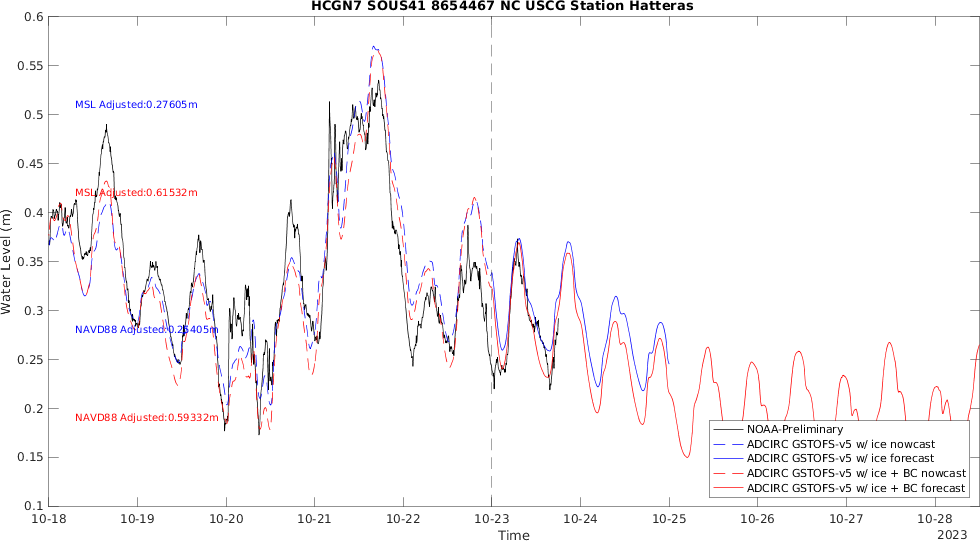 HCGN7 SOUS41 8654467 NC USCG Station Hatteras
Water Level (m)
0.6
0.55
0.5
0.45
0.4
0.35
0.3
0.25
0.2
0.15
0.1
MSL Adjusted:0.27605m
MSL Adjusted:0.61532m
NAVD88 Adjusted:0.25405m
NAVD88 Adjusted:0.59332m
NOAA-Preliminary
ADCIRC GSTOFS-v5 w/ ice nowcast
ADCIRC GSTOFS-v5 w/ ice forecast
ADCIRC GSTOFS-v5 w/ ice + BC nowcast
ADCIRC GSTOFS-v5 w/ ice + BC forecast
10-18 10-19 10-20 10-21 10-22 10-23 10-24 10-25 10-26 10-27 10-28
Time
2023